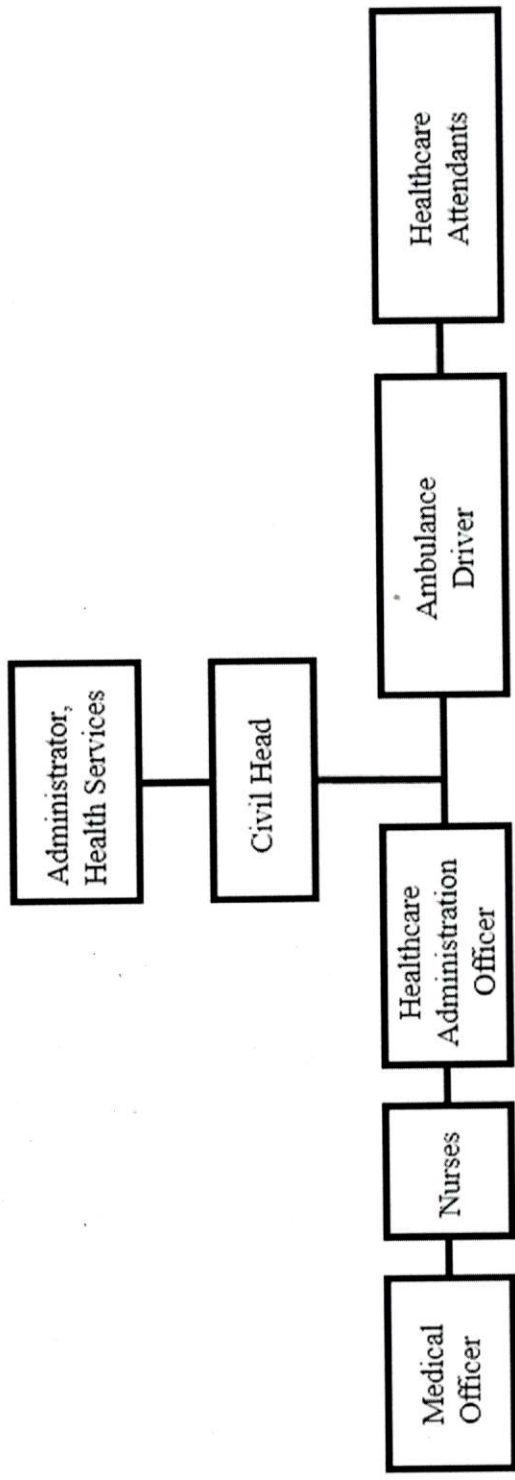 Administrator,
Health Services
Civil Head
Medical
Officer
Nurses
Healthcare
Administration
Officer
Ambulance
Driver
Healthcare
Attendants